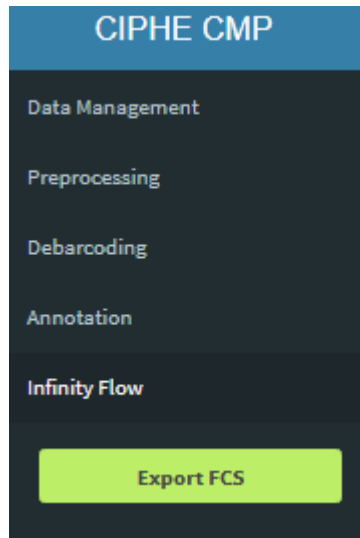 CIPHE CMP
Data Management
Preprocessing
Debarcoding
Annotation
Infinity Flow
Export FCS